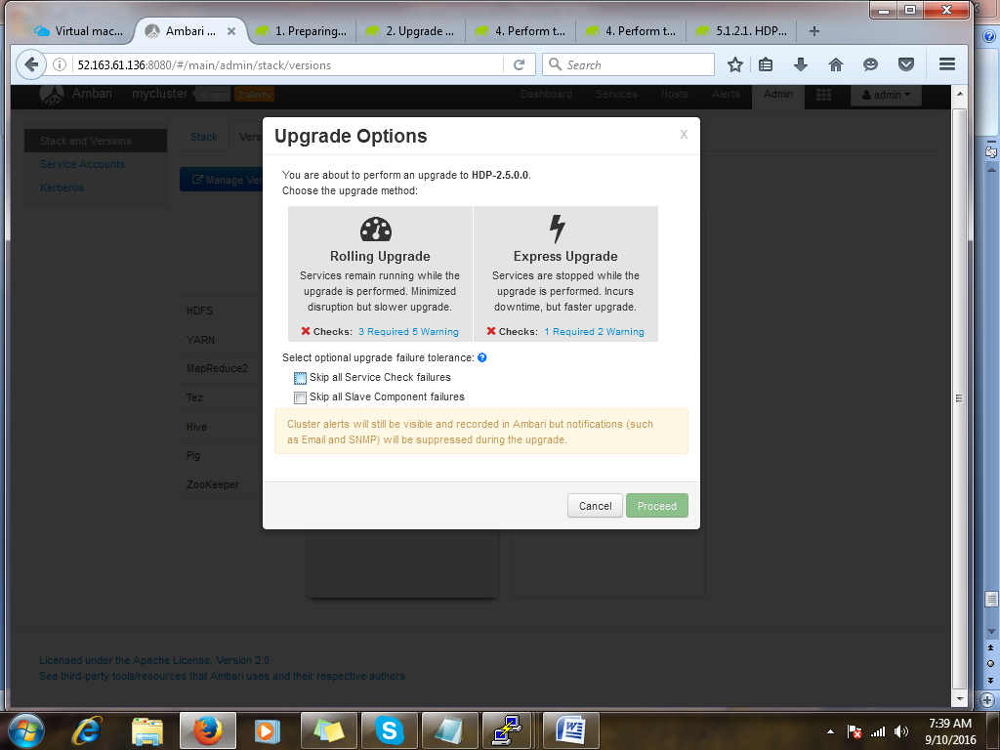 Virtual mac...
Ambari ...
1. Preparing...
2. Upgrade ...
4. Perform t...
4. Perform t...
5.1.2.1. HDP...
52.163.61.136:8080/#/main/admin/stack/versions
Search
Ambari
mycluster
0 ops
2 alerts
Dashboard
Services
Hosts
Alerts
Admin
admin
Stack and Versions
Service Accounts
Kerberos
Stack
Vers
Manage Ver
Upgrade Options
X
You are about to perform an upgrade to HDP-2.5.0.0.
Choose the upgrade method:
Rolling Upgrade
Services remain running while the
upgrade is performed. Minimized
disruption but slower upgrade.
Checks: 3 Required 5 Warning
Express Upgrade
Services are stopped while the
upgrade is performed. Incurs
downtime, but faster upgrade.
Checks: 1 Required 2 Warning
Select optional upgrade failure tolerance:
Skip all Service Check failures
Skip all Slave Component failures
Cluster alerts will still be visible and recorded in Ambari but notifications (such
as Email and SNMP) will be suppressed during the upgrade.
Cancel
Proceed
HDFS
YARN
MapReduce2
Tez
Hive
Pig
ZooKeeper
Licensed under the Apache License, Version 2.0.
See third-party tools/resources that Ambari uses and their respective authors
7:39 AM
9/10/2016